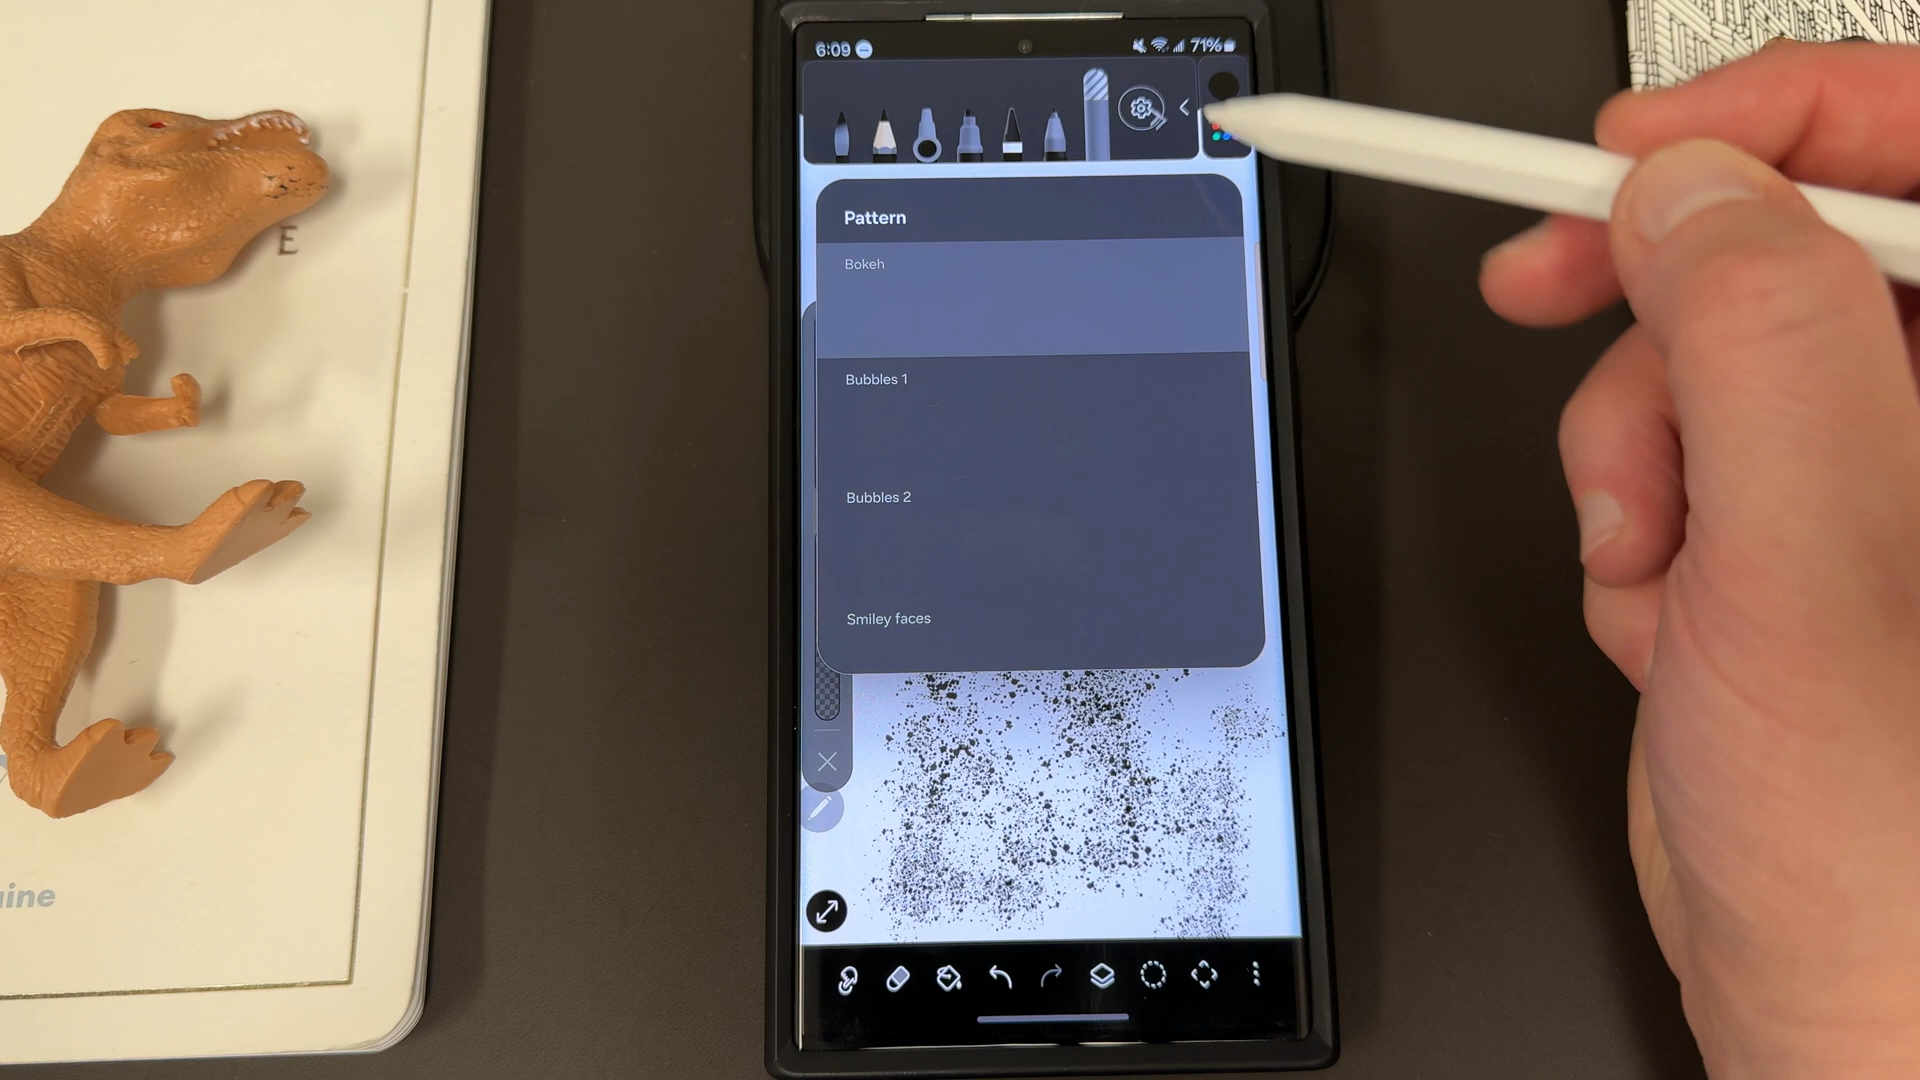 6:09
71%
Pattern
Bokeh
Bubbles 1
Bubbles 2
Smiley faces
E
ine